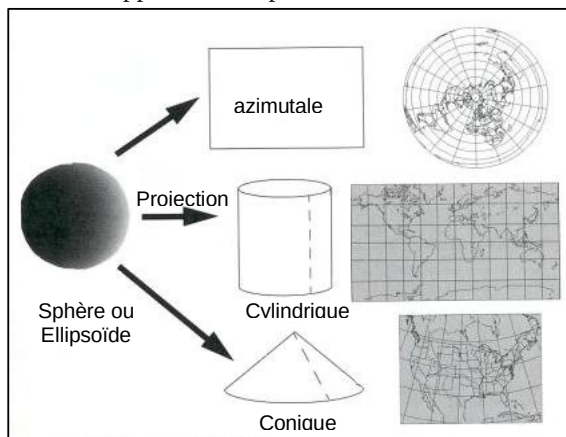 azimutale
Projection
Sphère ou
Ellipsoïde
Cylindrique
Conique